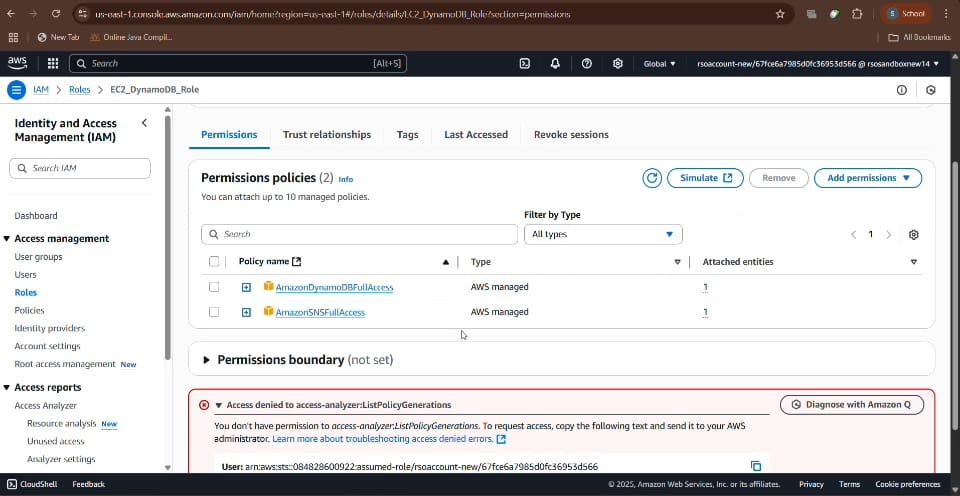 us-east-1.console.aws.amazon.com/iam/home?region=us-east-1#/roles/details/EC2_DynamoDB_Role?section=permissions
S School
New Tab Online Java Compil... All Bookmarks
aws Search [Alt+S] Global rsoaccount-new/67fce6a7985d0fc36953d566 @ rsosandboxnew14
IAM > Roles > EC2_DynamoDB_Role
Identity and Access Management (IAM)
Search IAM
Dashboard
Access management
User groups
Users
Roles
Policies
Identity providers
Account settings
Root access management New
Access reports
Access Analyzer
Resource analysis New
Unused access
Analyzer settings
Permissions Trust relationships Tags Last Accessed Revoke sessions
Permissions policies (2) Info
Simulate Remove Add permissions
You can attach up to 10 managed policies.
Filter by Type
Search All types 1
Policy name Type Attached entities
AmazonDynamoDBFullAccess AWS managed 1
AmazonSNSFullAccess AWS managed 1
Permissions boundary (not set)
Access denied to access-analyzer:ListPolicyGenerations Diagnose with Amazon Q
You don't have permission to access-analyzer:ListPolicyGenerations. To request access, copy the following text and send it to your AWS
administrator. Learn more about troubleshooting access denied errors.
User: arn:aws:sts::084828600922:assumed-role/rsoaccount-new/67fce6a7985d0fc36953d566
CloudShell Feedback © 2025, Amazon Web Services, Inc. or its affiliates. Privacy Terms Cookie preferences